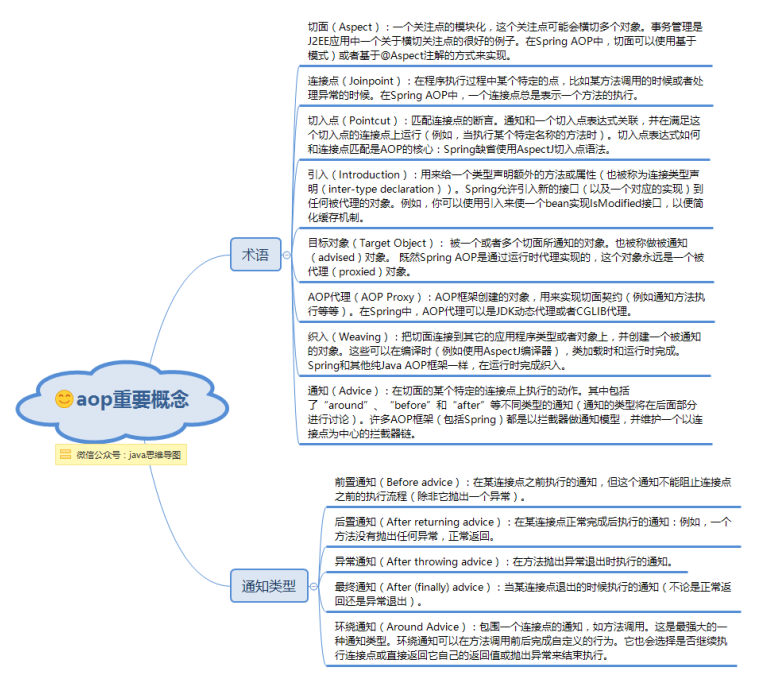 切面（Aspect）：一个关注点的模块化，这个关注点可能会横切多个对象。事务管理是
J2EE应用中一个关于横切关注点的很好的例子。在Spring AOP中，切面可以使用基于
模式）或者基于@Aspect注解的方式来实现。
连接点（Joinpoint）：在程序执行过程中某个特定的点，比如某方法调用的时候或者处
理异常的时候。在Spring AOP中，一个连接点总是表示一个方法的执行。
切入点（Pointcut）：匹配连接点的断言。通知和一个切入点表达式关联，并在满足这
个切入点的连接点上运行（例如，当执行某个特定名称的方法时）。切入点表达式如何
和连接点匹配是AOP的核心：Spring缺省使用AspectJ切入点语法。
引入（Introduction）：用来给一个类型声明额外的方法或属性（也被称为连接类型声
明（inter-type declaration））。Spring允许引入新的接口（以及一个对应的实现）到
任何被代理的对象。例如，你可以使用引入来使一个bean实现IsModified接口，以便简
化缓存机制。
目标对象（Target Object）： 被一个或者多个切面所通知的对象。也被称做被通知
（advised）对象。 既然Spring AOP是通过运行时代理实现的，这个对象永远是一个被
代理（proxied）对象。
AOP代理（AOP Proxy）：AOP框架创建的对象，用来实现切面契约（例如通知方法执
行等等）。在Spring中，AOP代理可以是JDK动态代理或者CGLIB代理。
织入（Weaving）：把切面连接到其它的应用程序类型或者对象上，并创建一个被通知
的对象。这些可以在编译时（例如使用AspectJ编译器），类加载时和运行时完成。
Spring和其他纯Java AOP框架一样，在运行时完成织入。
通知（Advice）：在切面的某个特定的连接点上执行的动作。其中包括
了“around”、“before”和“after”等不同类型的通知（通知的类型将在后面部分
进行讨论）。许多AOP框架（包括Spring）都是以拦截器做通知模型，并维护一个以连
接点为中心的拦截器链。
术语
aop重要概念
微信公众号：java思维导图
前置通知（Before advice）：在某连接点之前执行的通知，但这个通知不能阻止连接点
之前的执行流程（除非它抛出一个异常）。
后置通知（After returning advice）：在某连接点正常完成后执行的通知：例如，一个
方法没有抛出任何异常，正常返回。
异常通知（After throwing advice）：在方法抛出异常退出时执行的通知。
最终通知（After (finally) advice）：当某连接点退出的时候执行的通知（不论是正常返
回还是异常退出）。
环绕通知（Around Advice）：包围一个连接点的通知，如方法调用。这是最强大的一
种通知类型。环绕通知可以在方法调用前后完成自定义的行为。它也会选择是否继续执
行连接点或直接返回它自己的返回值或抛出异常来结束执行。
通知类型